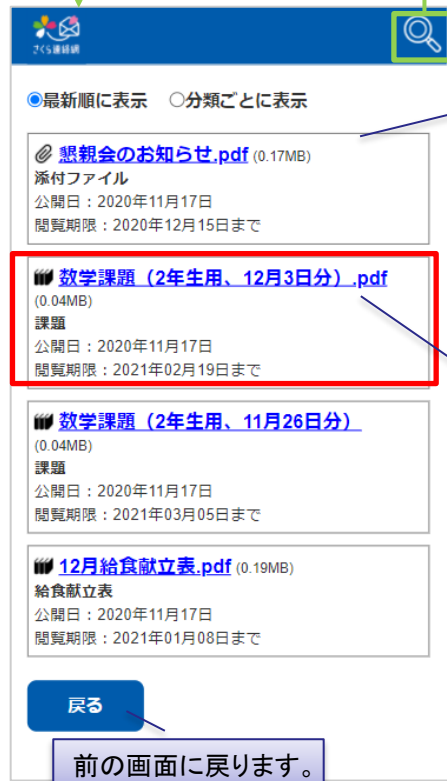 さくら連絡網
最新順に表示 分類ごとに表示
懇親会のお知らせ.pdf (0.17MB)
添付ファイル
公開日：2020年11月17日
閲覧期限：2020年12月15日まで
数学課題（2年生用、12月3日分）.pdf
(0.04MB)
課題
公開日：2020年11月17日
閲覧期限：2021年02月19日まで
数学課題（2年生用、11月26日分）
(0.04MB)
課題
公開日：2020年11月17日
閲覧期限：2021年03月05日まで
12月給食献立表.pdf (0.19MB)
給食献立表
公開日：2020年11月17日
閲覧期限：2021年01月08日まで
戻る
前の画面に戻ります。